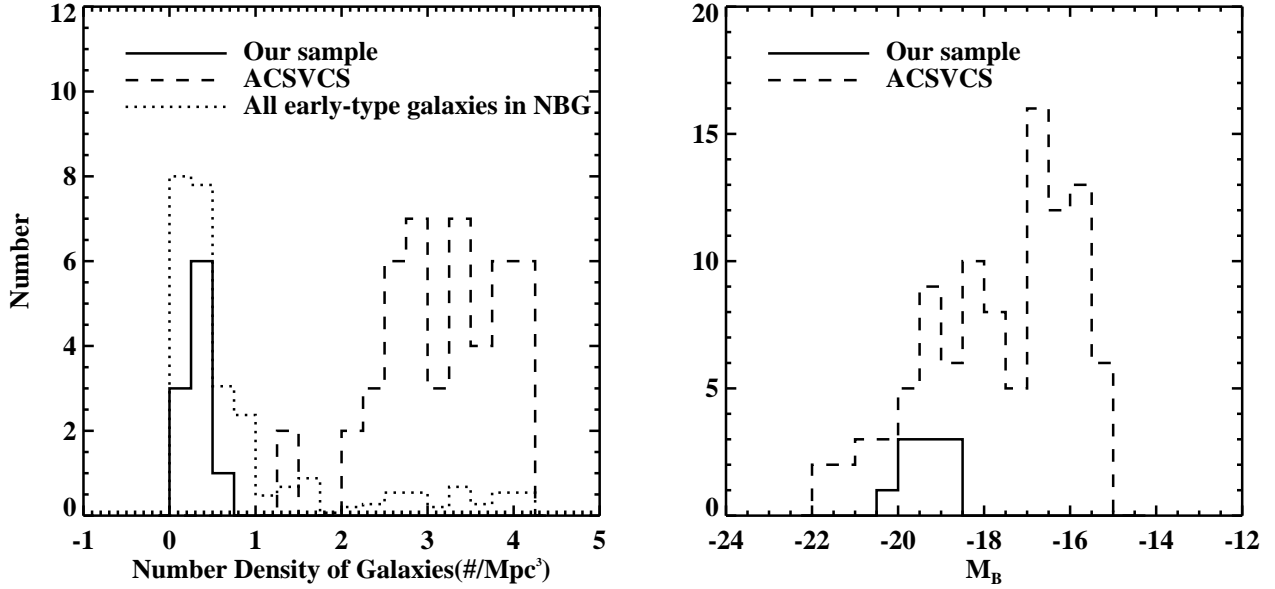 12
10
8
6
4
2
0
Number
Our sample
ACSVCS
All early-type galaxies in NBG
-1 0 1 2 3 4 5
Number Density of Galaxies(#/Mpc³)
20
15
10
5
0
Our sample
ACSVCS
-24 -22 -20 -18 -16 -14 -12
M_B